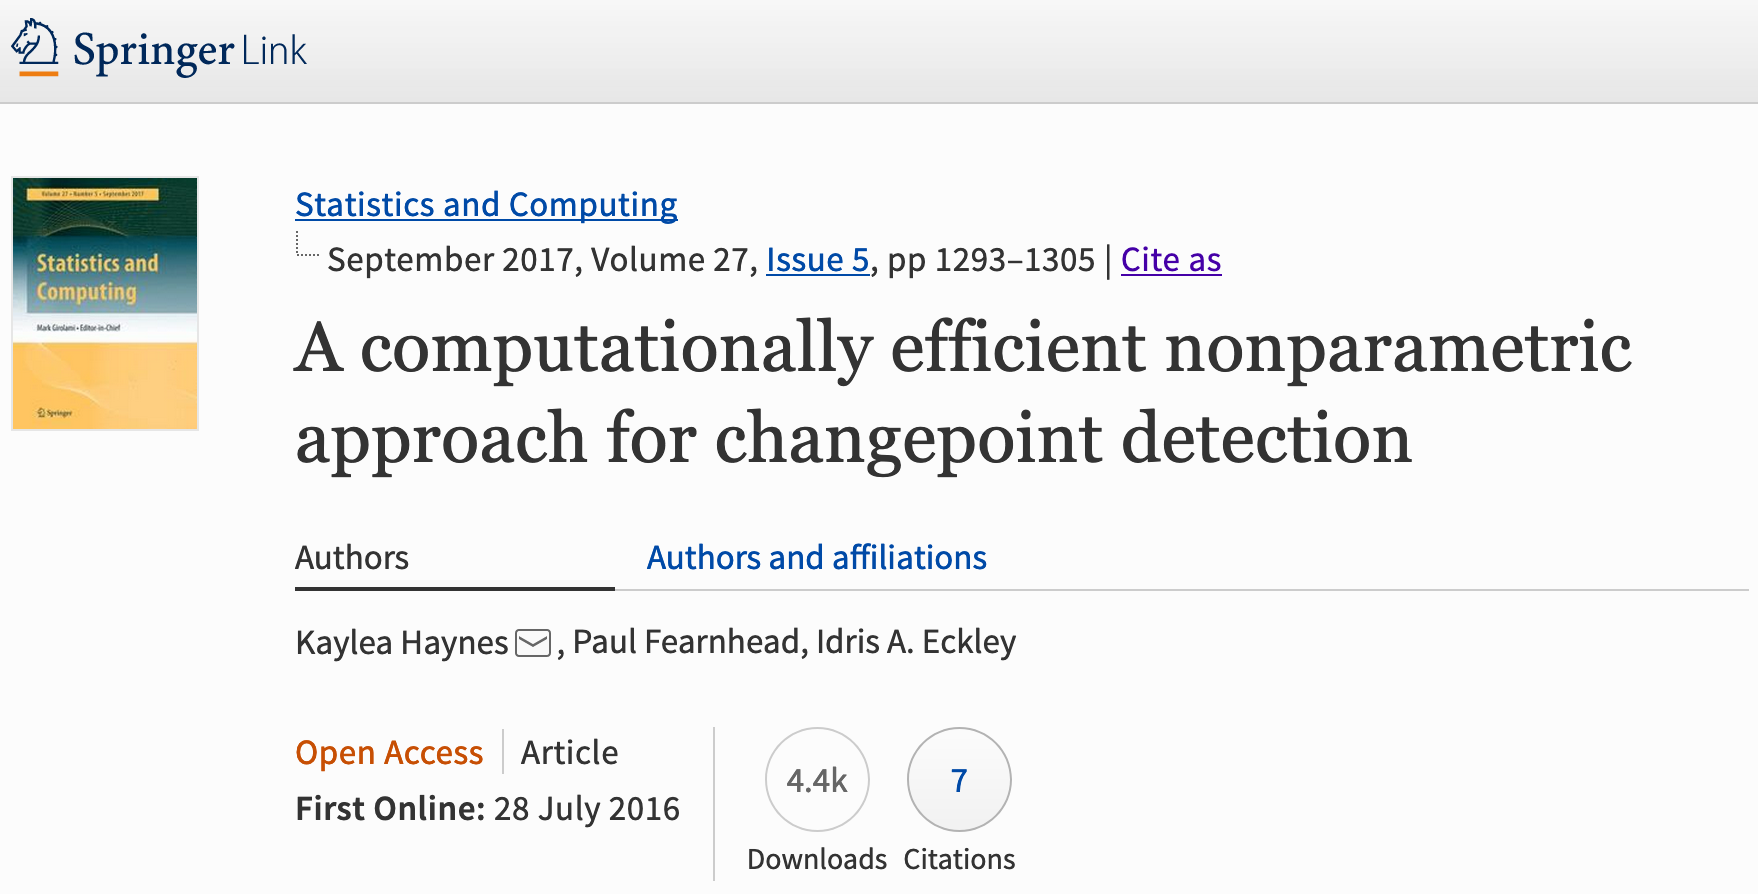 Springer Link
Volume 27 • Number 5 • September 2017
Statistics and
Computing
Mark Girolami • Editor-in-Chief
Springer
Statistics and Computing
September 2017, Volume 27, Issue 5, pp 1293–1305 | Cite as
A computationally efficient nonparametric
approach for changepoint detection
Authors Authors and affiliations
Kaylea Haynes, Paul Fearnhead, Idris A. Eckley
Open Access Article
First Online: 28 July 2016
4.4k 7
Downloads Citations